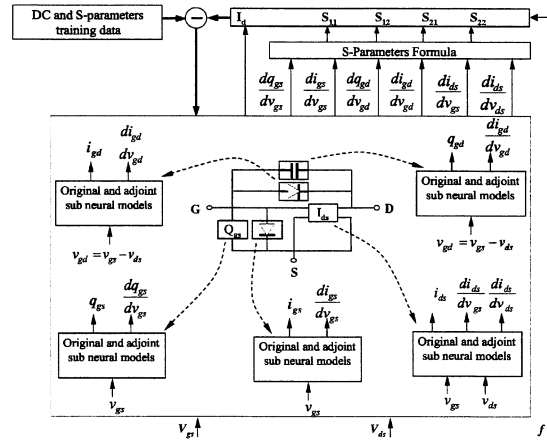 DC and S-parameters
training data
−
I_d S_11 S_12 S_21 S_22
S-Parameters Formula
dq_gs/dv_gs di_gs/dv_gs dq_gd/dv_gd di_gd/dv_gd di_ds/dv_gs di_ds/dv_ds
i_gd di_gd/dv_gd
Original and adjoint
sub neural models
v_gd = v_gs − v_ds
q_gd di_gd/dv_gd
Original and adjoint
sub neural models
v_gd = v_gs − v_ds
G Q_gs I_ds D
S
q_gs dq_gs/dv_gs
Original and adjoint
sub neural models
v_gs
i_gs di_gs/dv_gs
Original and adjoint
sub neural models
v_gs
i_ds di_ds/dv_gs di_ds/dv_ds
Original and adjoint
sub neural models
v_gs v_ds
V_gs V_ds f